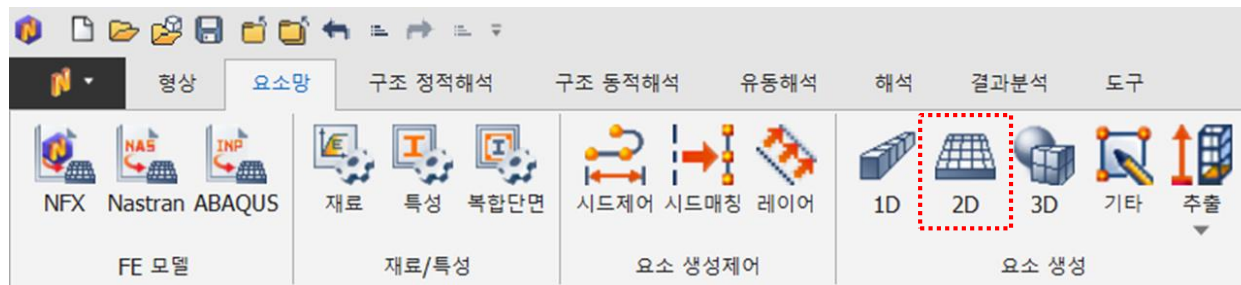 형상 요소망 구조 정적해석 구조 동적해석 유동해석 해석 결과분석 도구
NAS INP
NFX Nastran ABAQUS 재료 특성 복합단면 시드제어 시드매칭 레이어 1D 2D 3D 기타 추출
FE 모델 재료/특성 요소 생성제어 요소 생성